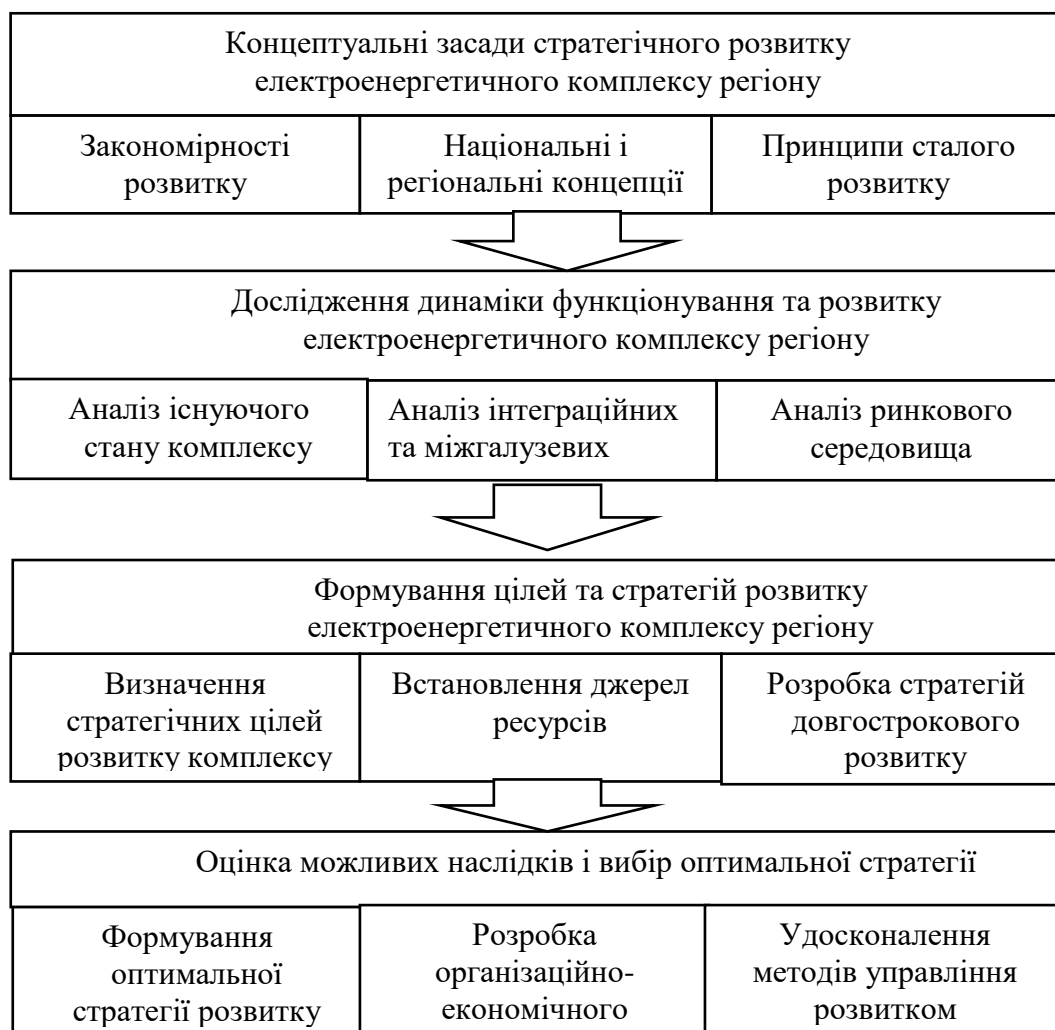 Концептуальні засади стратегічного розвитку
електроенергетичного комплексу регіону
Закономірності
розвитку
Національні і
регіональні концепції
Принципи сталого
розвитку
Дослідження динаміки функціонування та розвитку
електроенергетичного комплексу регіону
Аналіз існуючого
стану комплексу
Аналіз інтеграційних
та міжгалузевих
Аналіз ринкового
середовища
Формування цілей та стратегій розвитку
електроенергетичного комплексу регіону
Визначення
стратегічних цілей
розвитку комплексу
Встановлення джерел
ресурсів
Розробка стратегій
довгострокового
розвитку
Оцінка можливих наслідків і вибір оптимальної стратегії
Формування
оптимальної
стратегії розвитку
Розробка
організаційно-
економічного
Удосконалення
методів управління
розвитком